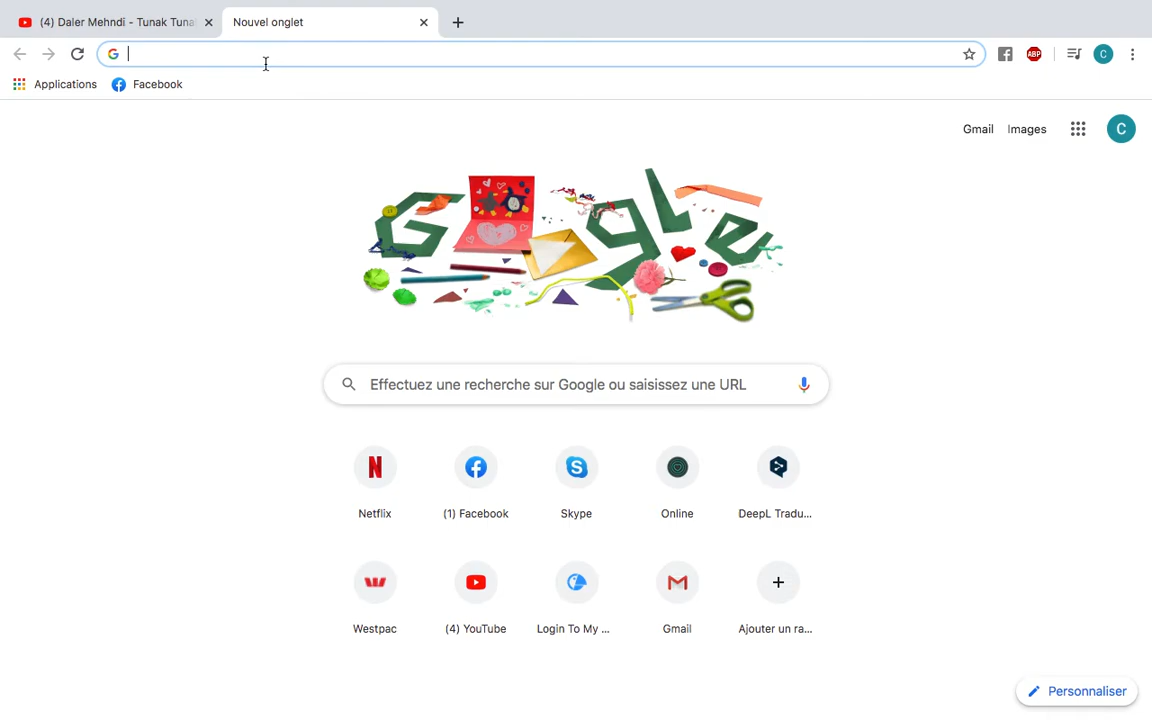 (4) Daler Mehndi - Tunak Tuna
Nouvel onglet
C
Applications
Facebook
ABP
Gmail
Images
C
Effectuez une recherche sur Google ou saisissez une URL
Netflix
(1) Facebook
Skype
Online
DeepL Tradu...
Westpac
(4) YouTube
Login To My ...
Gmail
Ajouter un ra...
Personnaliser